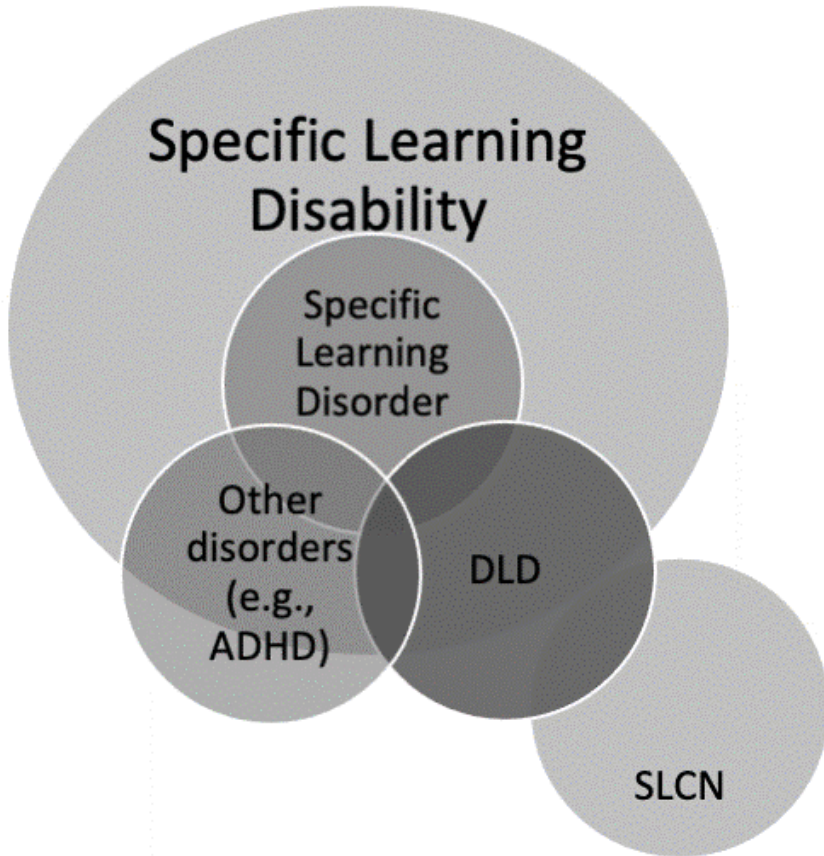 Specific Learning
Disability
Specific
Learning
Disorder
Other
disorders
(e.g.,
ADHD)
DLD
SLCN